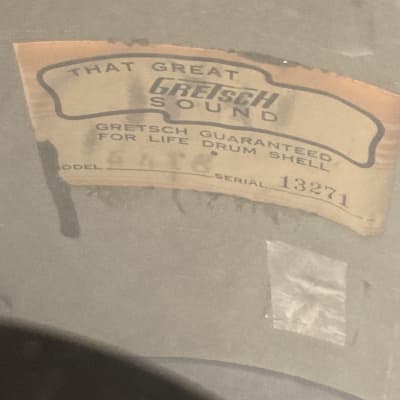 THAT GREAT
GRETSCH
SOUND
GRETSCH GUARANTEED
FOR LIFE DRUM SHELL
MODEL SERIAL 13271